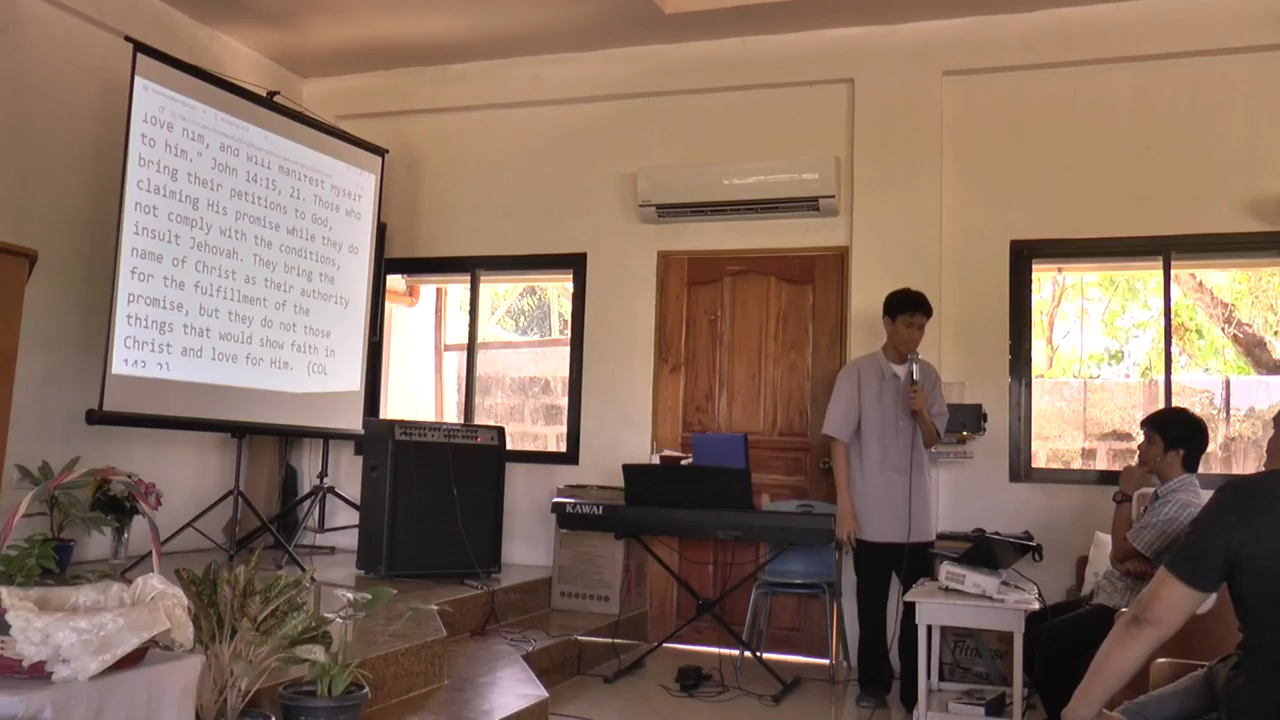 love him, and will manifest myself
to him." John 14:15, 21. Those who
bring their petitions to God,
claiming His promise while they do
not comply with the conditions,
insult Jehovah. They bring the
name of Christ as their authority
for the fulfillment of the
promise, but they do not those
things that would show faith in
Christ and love for Him. {COL
143.2}
KAWAI
Fitnesse